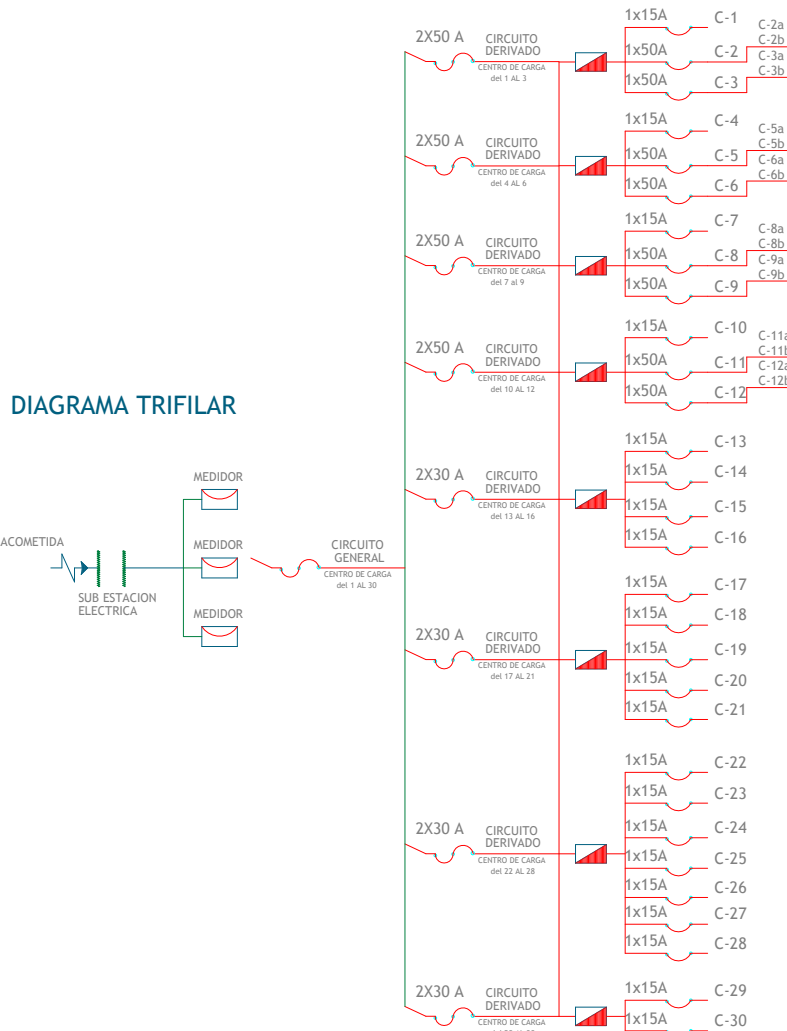 1x15A C-1
C-2a
2X50 A CIRCUITO DERIVADO
C-2b
1x50A C-2
C-3a
CENTRO DE CARGA
del 1 AL 3
C-3b
1x50A C-3
1x15A C-4
C-5a
2X50 A CIRCUITO DERIVADO
C-5b
1x50A C-5
C-6a
CENTRO DE CARGA
del 4 AL 6
C-6b
1x50A C-6
1x15A C-7
C-8a
2X50 A CIRCUITO DERIVADO
C-8b
1x50A C-8
C-9a
CENTRO DE CARGA
del 7 al 9
C-9b
1x50A C-9
1x15A C-10
C-11a
2X50 A CIRCUITO DERIVADO
C-11b
1x50A C-11
C-12a
CENTRO DE CARGA
del 10 AL 12
C-12b
1x50A C-12
DIAGRAMA TRIFILAR
1x15A C-13
2X30 A CIRCUITO DERIVADO
1x15A C-14
CENTRO DE CARGA
del 13 AL 16
1x15A C-15
1x15A C-16
MEDIDOR
ACOMETIDA
MEDIDOR
CIRCUITO
GENERAL
CENTRO DE CARGA
del 1 AL 30
SUB ESTACION
ELECTRICA
MEDIDOR
1x15A C-17
1x15A C-18
2X30 A CIRCUITO DERIVADO
1x15A C-19
CENTRO DE CARGA
del 17 AL 21
1x15A C-20
1x15A C-21
1x15A C-22
1x15A C-23
2X30 A CIRCUITO DERIVADO
1x15A C-24
CENTRO DE CARGA
del 22 AL 28
1x15A C-25
1x15A C-26
1x15A C-27
1x15A C-28
1x15A C-29
2X30 A CIRCUITO DERIVADO
CENTRO DE CARGA
1x15A C-30